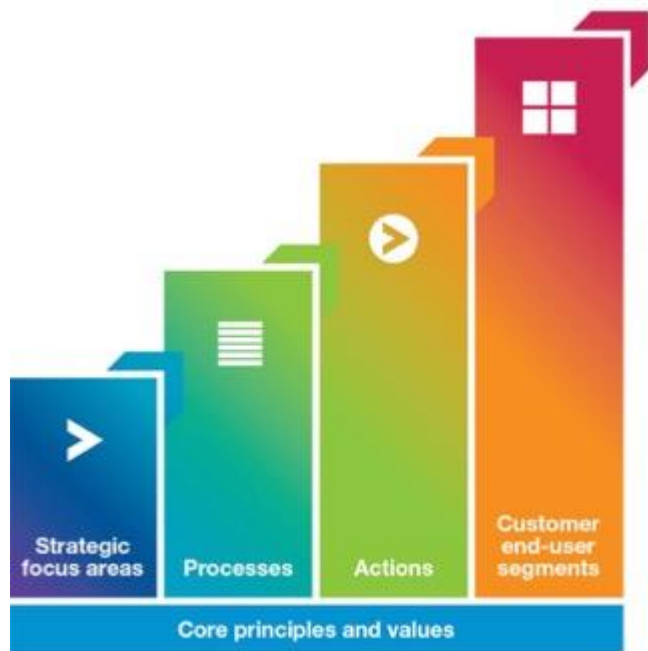 Strategic
focus areas
Processes
Actions
Customer
end-user
segments
Core principles and values